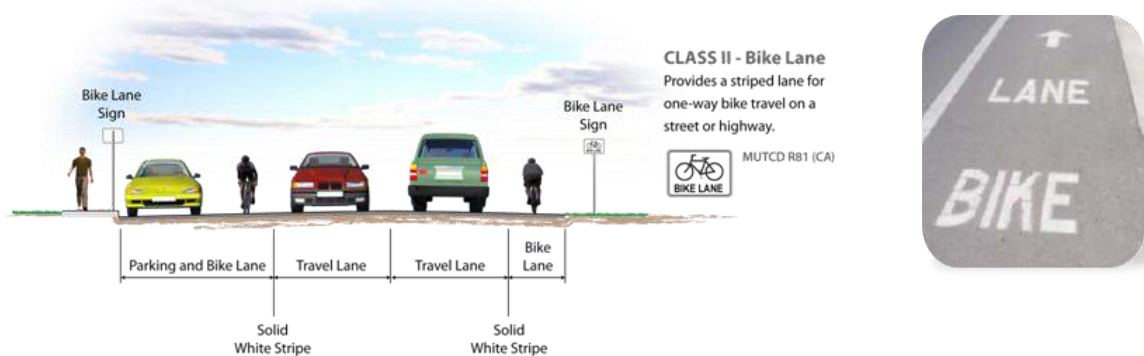 Bike Lane
Sign
Bike Lane
Sign
Parking and Bike Lane
Travel Lane
Travel Lane
Bike
Lane
Solid
White Stripe
Solid
White Stripe
CLASS II - Bike Lane
Provides a striped lane for
one-way bike travel on a
street or highway.
BIKE LANE
MUTCD R81 (CA)
LANE
BIKE